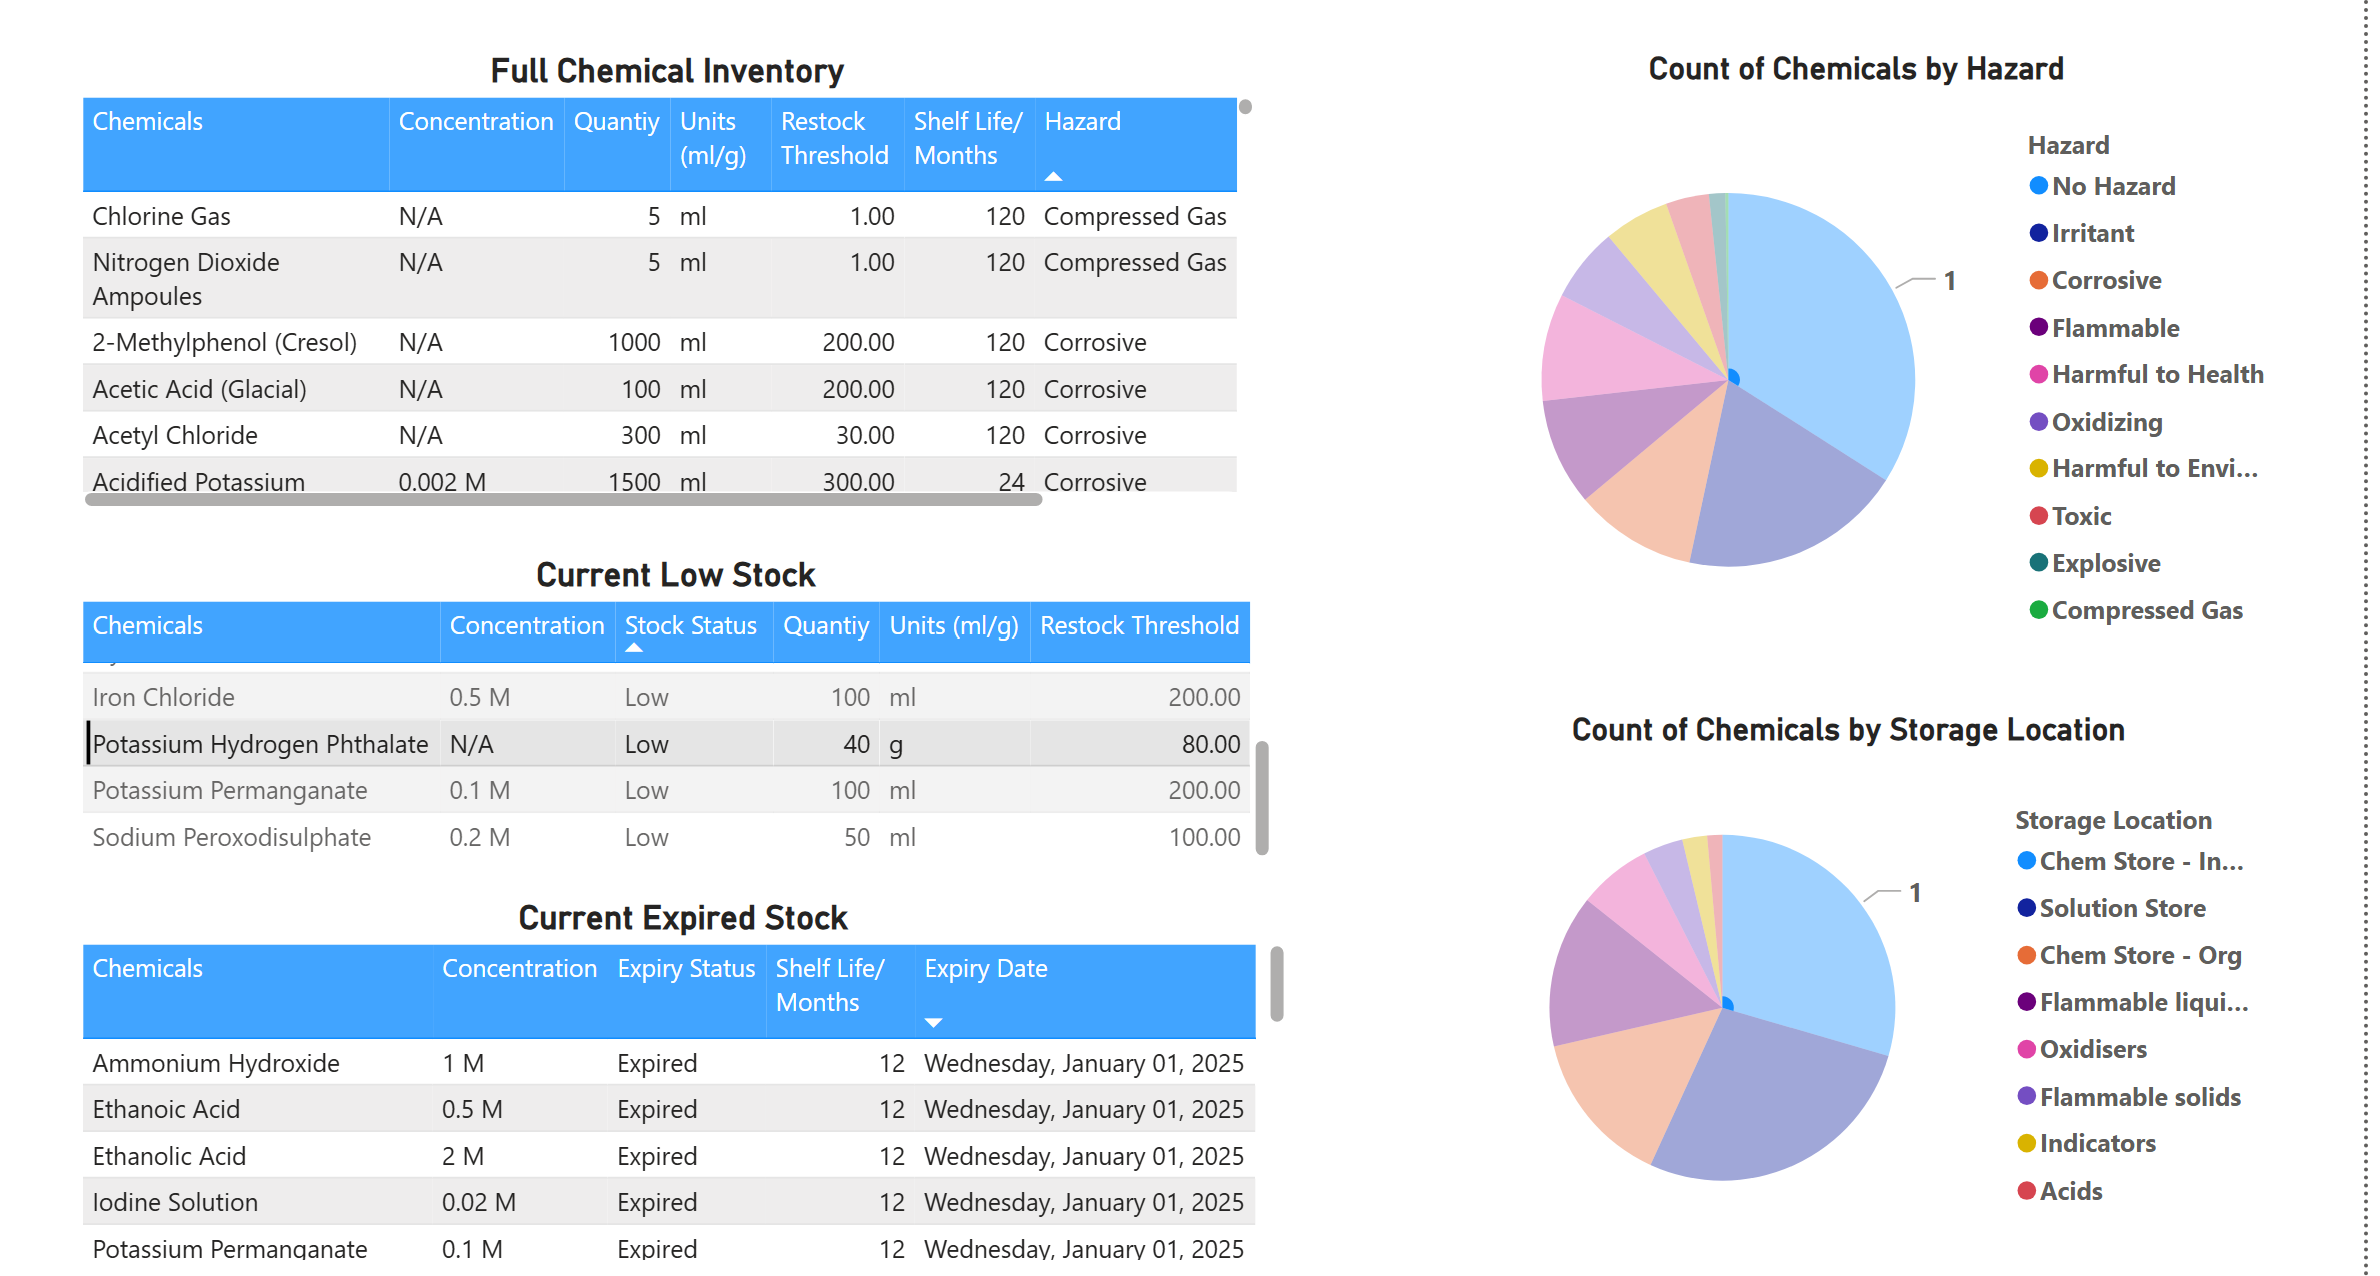 Full Chemical Inventory
Chemicals Concentration Quantiy Units (ml/g) Restock Threshold Shelf Life/ Months Hazard
Chlorine Gas N/A 5 ml 1.00 120 Compressed Gas
Nitrogen Dioxide Ampoules N/A 5 ml 1.00 120 Compressed Gas
2-Methylphenol (Cresol) N/A 1000 ml 200.00 120 Corrosive
Acetic Acid (Glacial) N/A 100 ml 200.00 120 Corrosive
Acetyl Chloride N/A 300 ml 30.00 120 Corrosive
Acidified Potassium 0.002 M 1500 ml 300.00 24 Corrosive
Current Low Stock
Chemicals Concentration Stock Status Quantiy Units (ml/g) Restock Threshold
Iron Chloride 0.5 M Low 100 ml 200.00
Potassium Hydrogen Phthalate N/A Low 40 g 80.00
Potassium Permanganate 0.1 M Low 100 ml 200.00
Sodium Peroxodisulphate 0.2 M Low 50 ml 100.00
Current Expired Stock
Chemicals Concentration Expiry Status Shelf Life/ Months Expiry Date
Ammonium Hydroxide 1 M Expired 12 Wednesday, January 01, 2025
Ethanoic Acid 0.5 M Expired 12 Wednesday, January 01, 2025
Ethanolic Acid 2 M Expired 12 Wednesday, January 01, 2025
Iodine Solution 0.02 M Expired 12 Wednesday, January 01, 2025
Potassium Permanganate 0.1 M Expired 12 Wednesday, January 01, 2025
Count of Chemicals by Hazard
1
Hazard
No Hazard
Irritant
Corrosive
Flammable
Harmful to Health
Oxidizing
Harmful to Envi...
Toxic
Explosive
Compressed Gas
Count of Chemicals by Storage Location
1
Storage Location
Chem Store - In...
Solution Store
Chem Store - Org
Flammable liqui...
Oxidisers
Flammable solids
Indicators
Acids